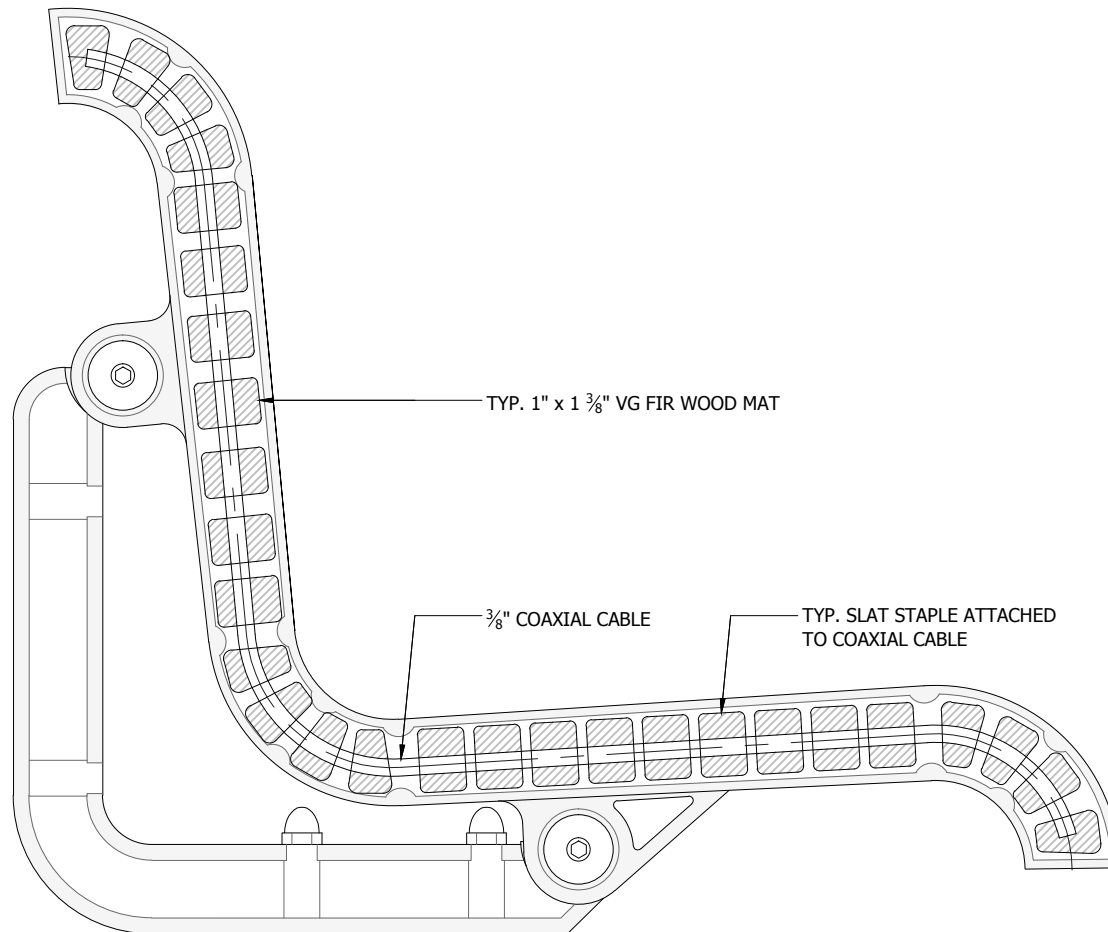 TYP. 1" x 1 3/8" VG FIR WOOD MAT
3/8" COAXIAL CABLE
TYP. SLAT STAPLE ATTACHED
TO COAXIAL CABLE